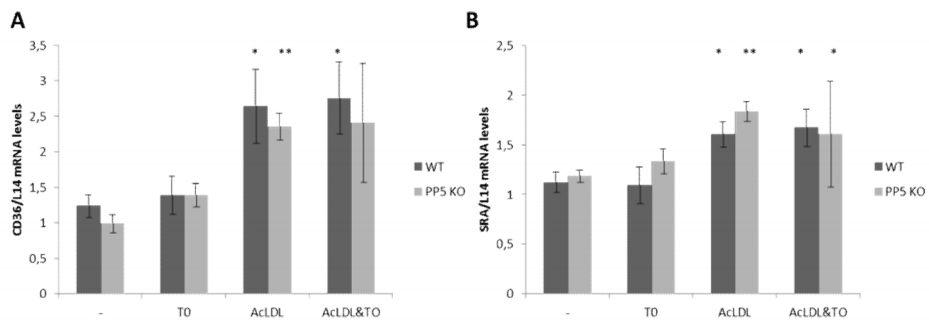 A
CD36/L14 mRNA levels
3,5
3
2,5
2
1,5
1
0,5
0
* ** *
- T0 AcLDL AcLDL&TO
WT
PP5 KO
B
SRA/L14 mRNA levels
2,5
2
1,5
1
0,5
0
* ** * *
- T0 AcLDL AcLDL&TO
WT
PP5 KO